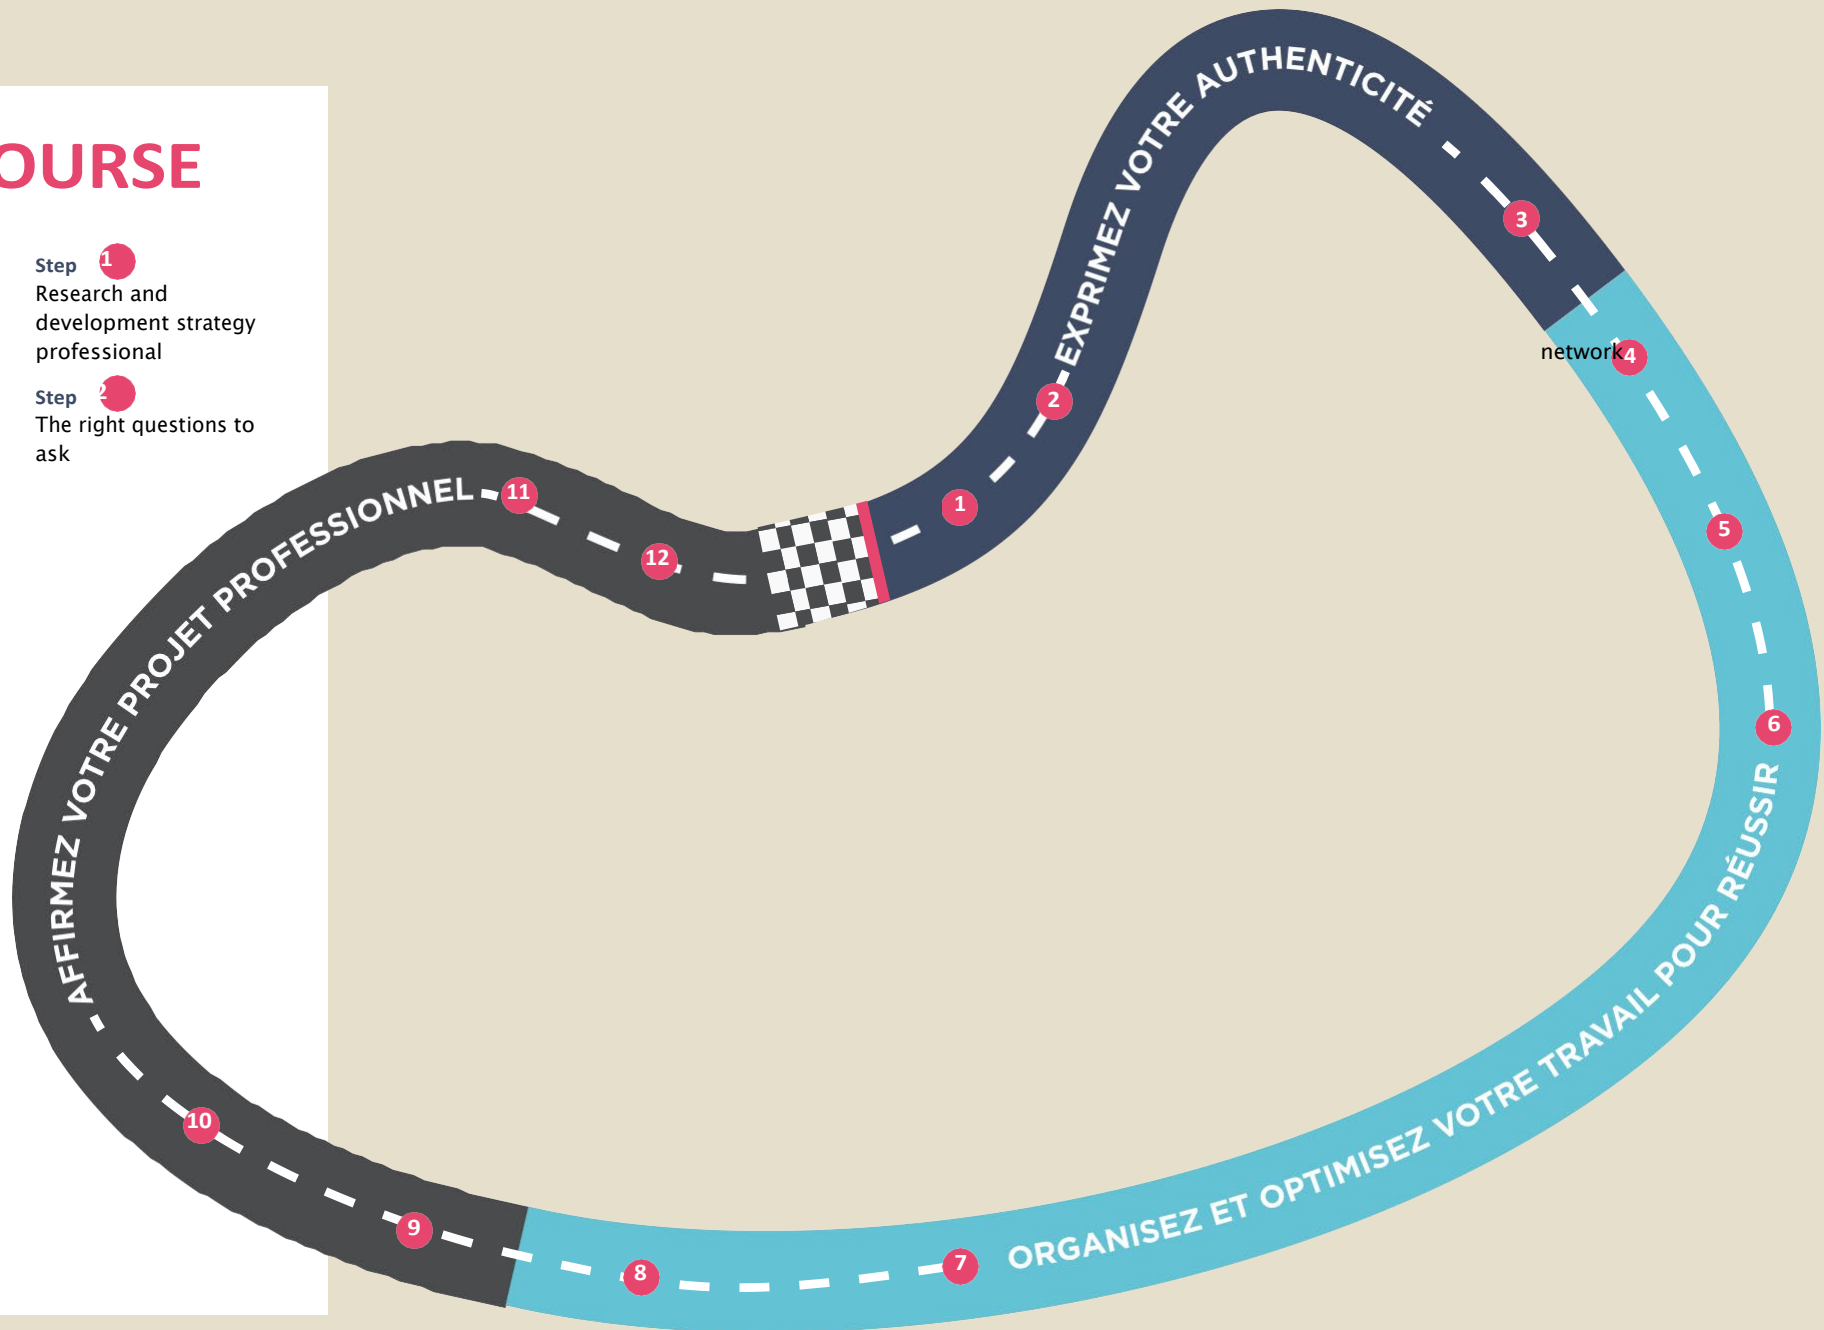 OURSE
Step 1
Research and
development strategy
professional
Step 2
The right questions to
ask
EXPRIMEZ VOTRE AUTHENTICITÉ
3
network 4
2
11
1
5
12
AFFIRMEZ VOTRE PROJET PROFESSIONNEL
6
ORGANISEZ ET OPTIMISEZ VOTRE TRAVAIL POUR RÉUSSIR
10
9
8
7